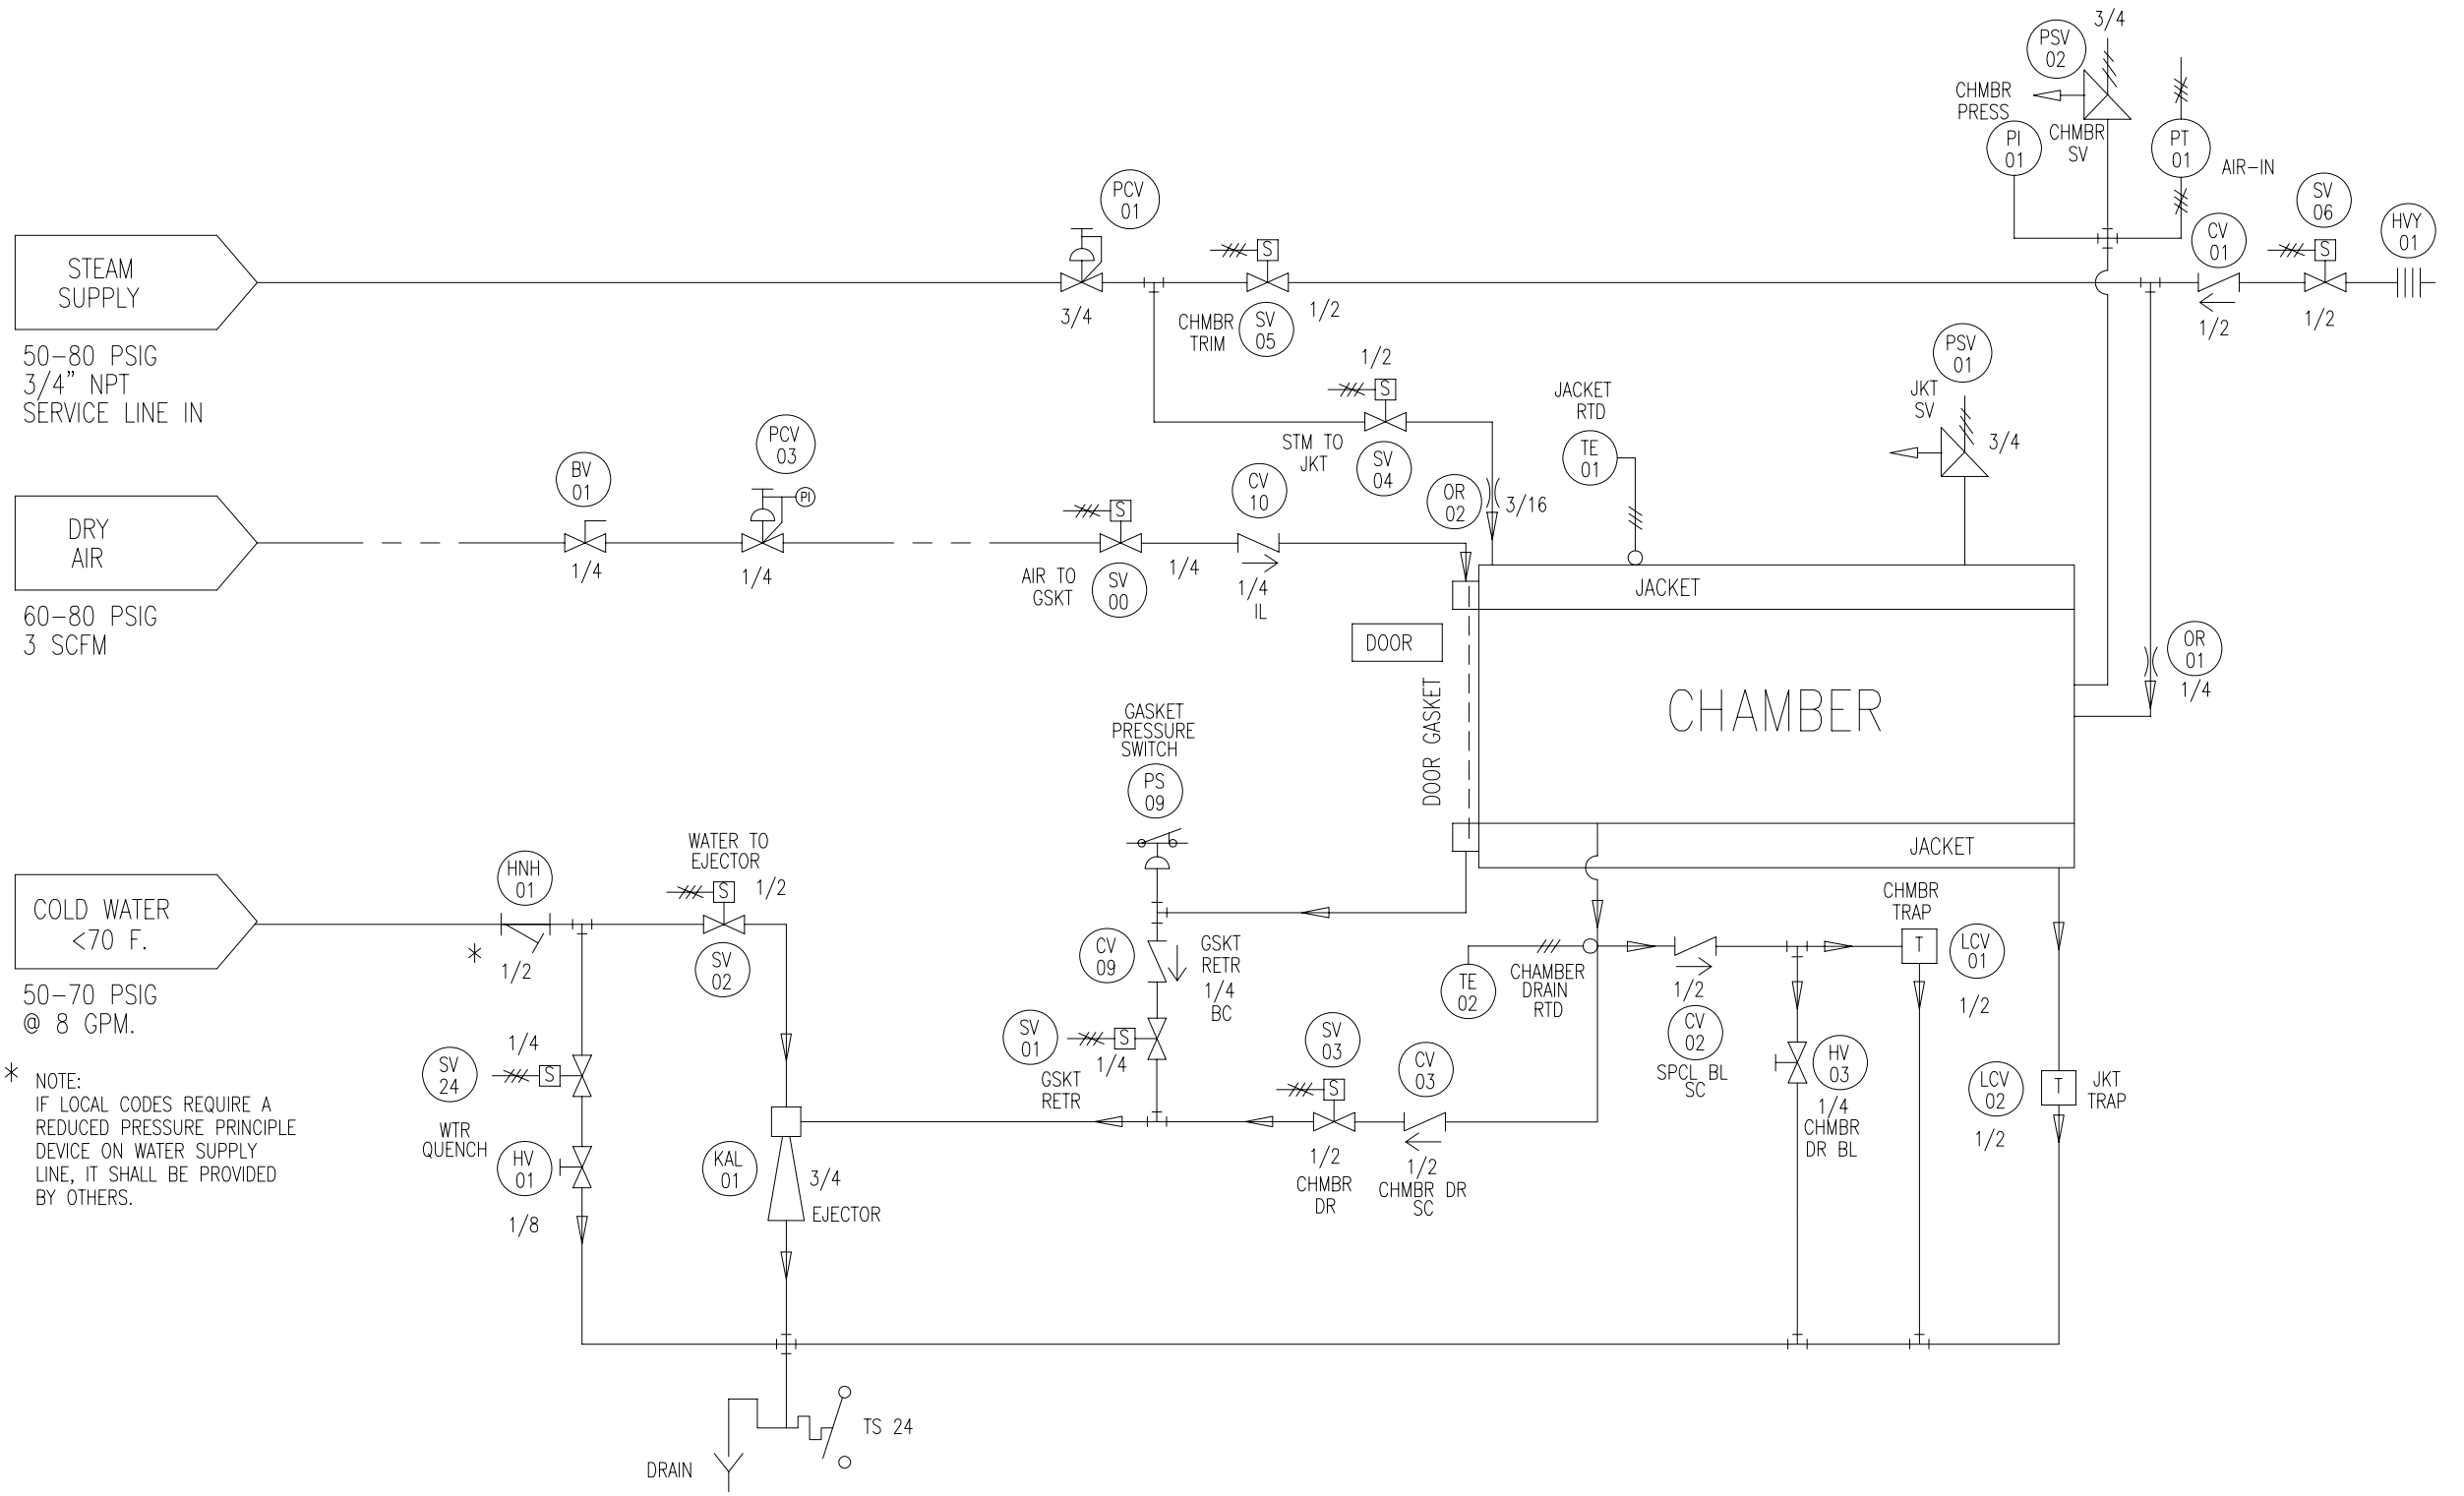 3/4
PSV
02
CHMBR
PRESS
PI
01
CHMBR
SV
PT
01
AIR-IN
SV
06
S
1/2
HVY
01
CV
01
1/2
PCV
01
3/4
STEAM
SUPPLY
50-80 PSIG
3/4" NPT
SERVICE LINE IN
S
CHMBR
TRIM
SV
05
1/2
1/2
S
STM TO
JKT
SV
04
JACKET
RTD
TE
01
PSV
01
JKT
SV
3/4
OR
02
3/16
DRY
AIR
60-80 PSIG
3 SCFM
BV
01
1/4
PCV
03
PI
1/4
S
AIR TO
GSKT
SV
00
1/4
CV
10
1/4
IL
JACKET
DOOR
DOOR GASKET
CHAMBER
JACKET
OR
01
1/4
GASKET
PRESSURE
SWITCH
PS
09
COLD WATER
<70 F.
50-70 PSIG
@ 8 GPM.
HNH
01
*
1/2
WATER TO
EJECTOR
S
1/2
SV
02
CV
09
GSKT
RETR
1/4
BC
SV
01
S
1/4
GSKT
RETR
TE
02
CHAMBER
DRAIN
RTD
1/2
CV
02
SPCL BL
SC
CHMBR
TRAP
T
LCV
01
1/2
HV
03
1/4
CHMBR
DR BL
LCV
02
1/2
T
JKT
TRAP
SV
03
S
1/2
CHMBR
DR
CV
03
1/2
CHMBR DR
SC
1/4
SV
24
S
WTR
QUENCH
HV
01
1/8
KAL
01
3/4
EJECTOR
* NOTE:
IF LOCAL CODES REQUIRE A
REDUCED PRESSURE PRINCIPLE
DEVICE ON WATER SUPPLY
LINE, IT SHALL BE PROVIDED
BY OTHERS.
TS 24
DRAIN